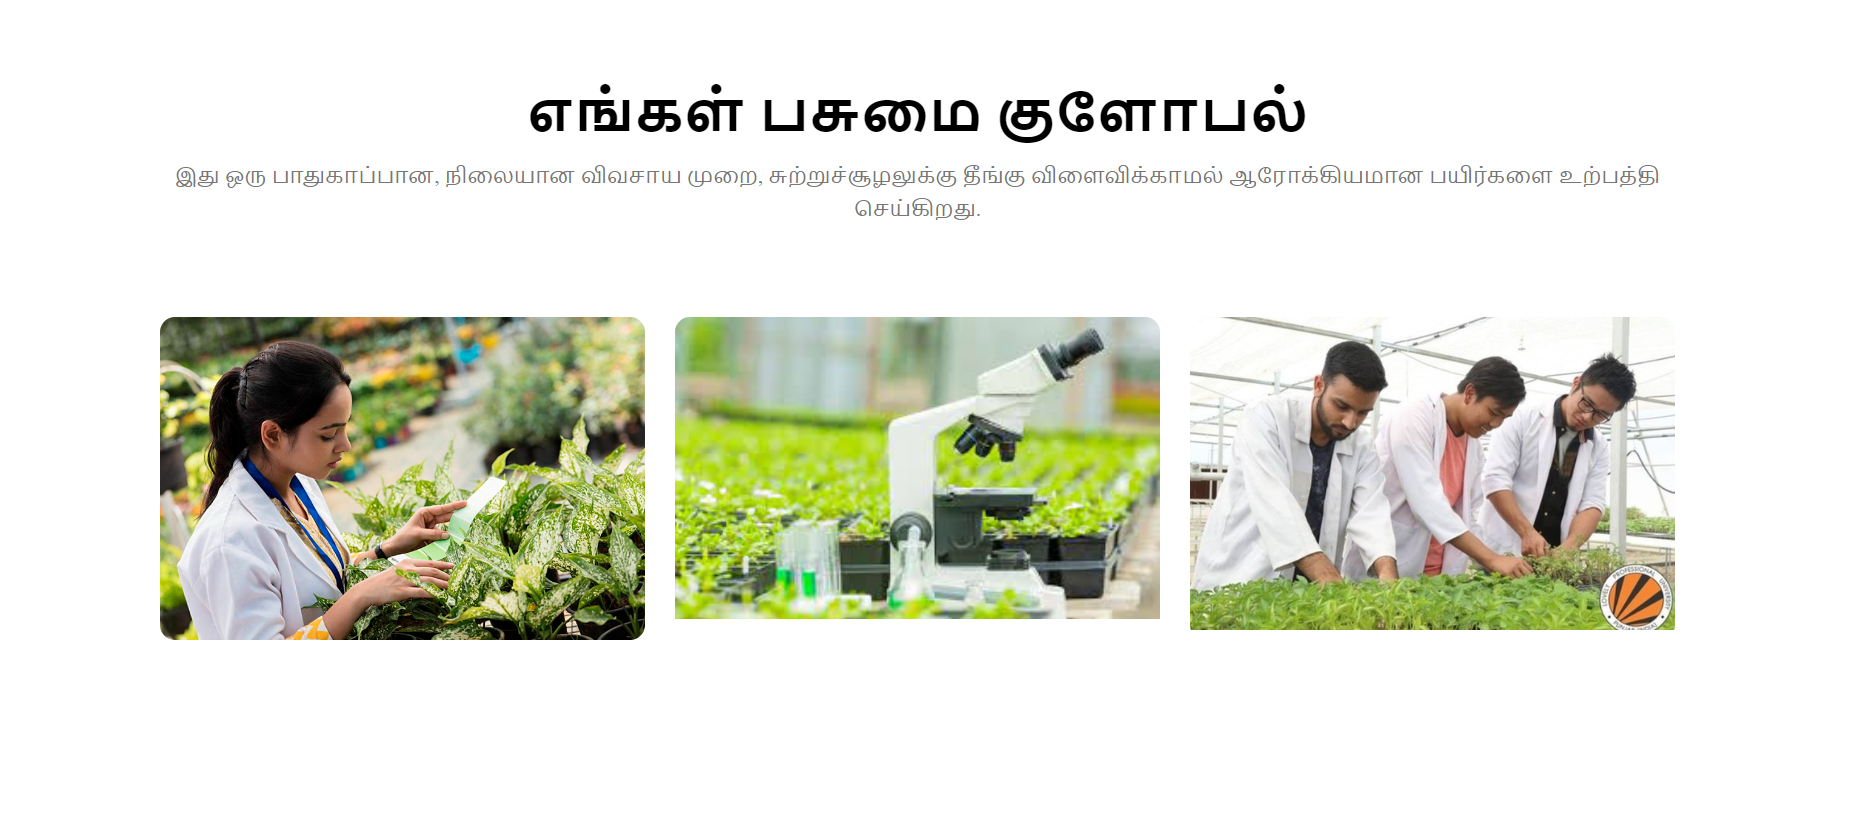 எங்கள் பசுமை குளோபல்
இது ஒரு பாதுகாப்பான, நிலையான விவசாய முறை, சுற்றுச்சூழலுக்கு தீங்கு விளைவிக்காமல் ஆரோக்கியமான பயிர்களை உற்பத்தி
செய்கிறது.
LOVELY PROFESSIONAL UNIVERSITY